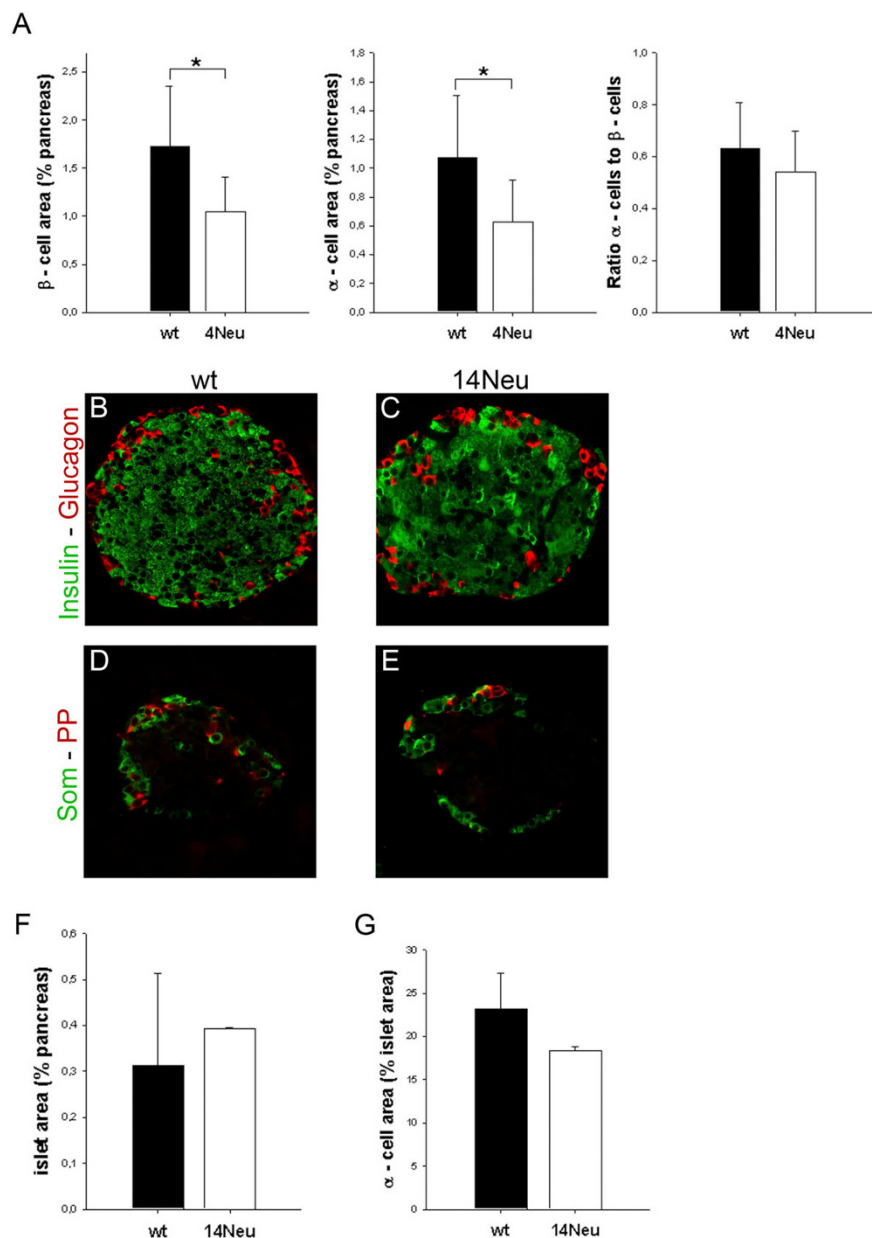 A
β - cell area (% pancreas)
2,5
2,0
1,5
1,0
0,5
0,0
*
wt
4Neu
α - cell area (% pancreas)
1,8
1,6
1,4
1,2
1,0
0,8
0,6
0,4
0,2
0,0
*
wt
4Neu
Ratio α - cells to β - cells
1,0
0,8
0,6
0,4
0,2
0,0
wt
4Neu
wt
14Neu
Insulin - Glucagon
B
C
Som - PP
D
E
F
islet area (% pancreas)
0,6
0,5
0,4
0,3
0,2
0,1
0,0
wt
14Neu
G
α - cell area (% islet area)
30
25
20
15
10
5
0
wt
14Neu